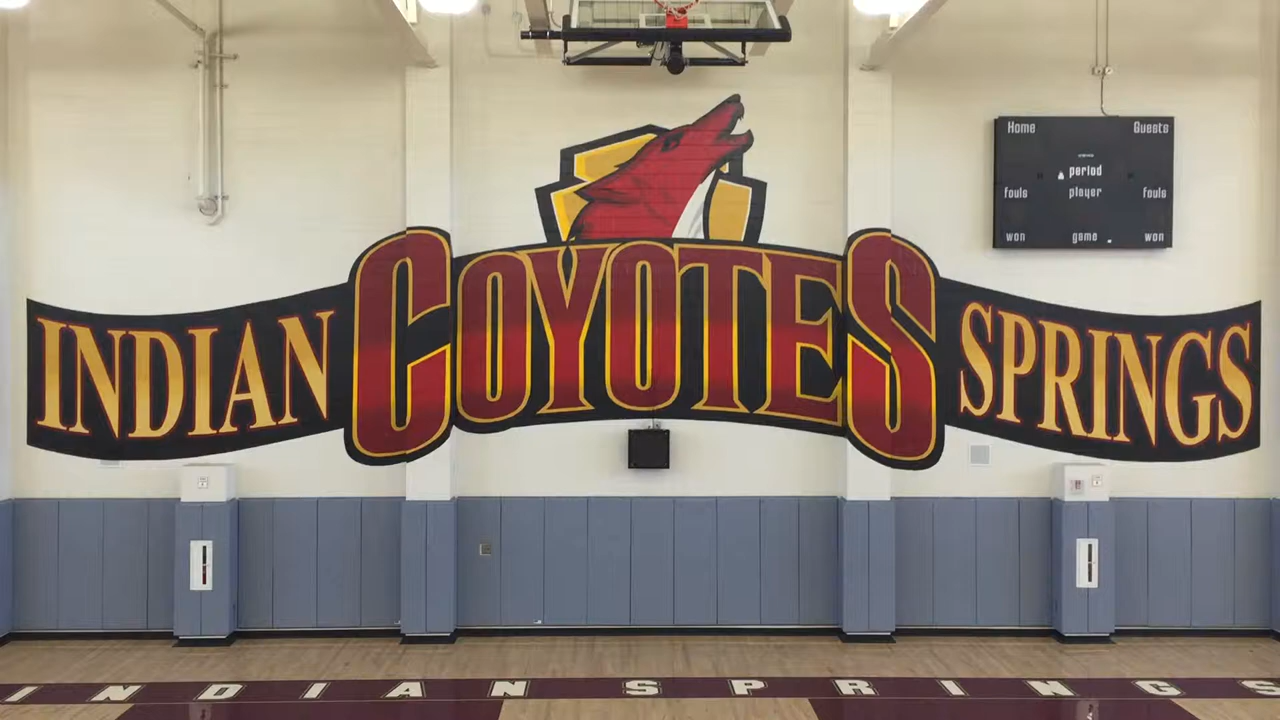 Home Guests
period
fouls player fouls
won game won
INDIAN COYOTES SPRINGS
INDIAN SPRINGS